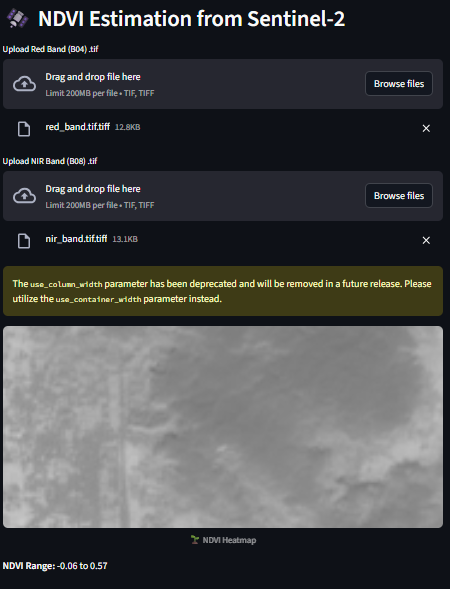 NDVI Estimation from Sentinel-2
Upload Red Band (B04) .tif
Drag and drop file here
Limit 200MB per file • TIF, TIFF
Browse files
red_band.tif.tiff 12.8KB
Upload NIR Band (B08) .tif
Drag and drop file here
Limit 200MB per file • TIF, TIFF
Browse files
nir_band.tif.tiff 13.1KB
The use_column_width parameter has been deprecated and will be removed in a future release. Please
utilize the use_container_width parameter instead.
NDVI Heatmap
NDVI Range: -0.06 to 0.57